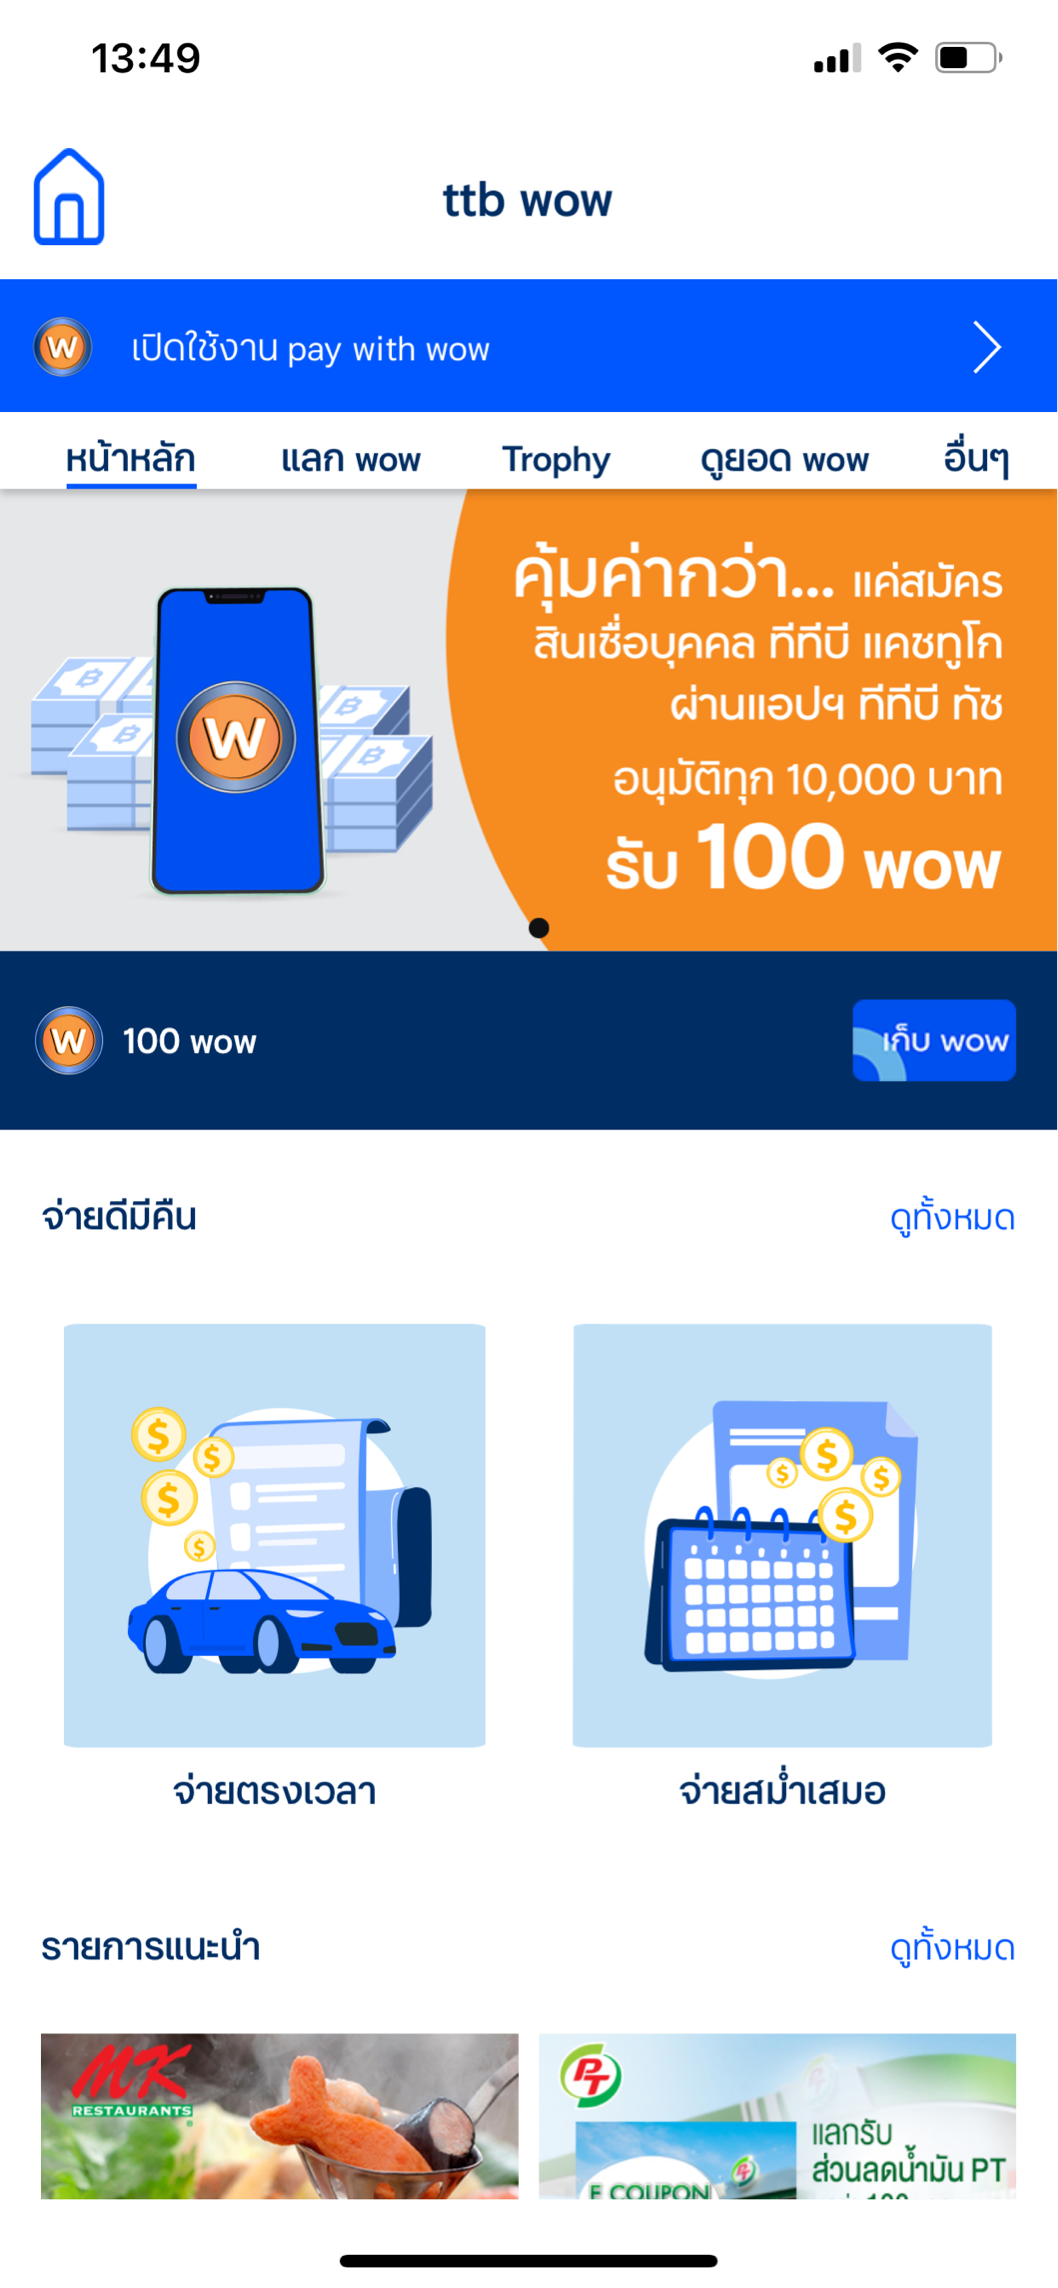 13:49
ttb wow
W เปิดใช้งาน pay with wow
หน้าหลัก แลก wow Trophy ดูยอด wow อื่นๆ
คุ้มค่ากว่า... แค่สมัคร
สินเชื่อบุคคล ทีทีบี แคชทูโก
ผ่านแอปฯ ทีทีบี ทัช
อนุมัติทุก 10,000 บาท
รับ 100 wow
W
W 100 wow เก็บ wow
จ่ายดีมีคืน ดูทั้งหมด
จ่ายตรงเวลา จ่ายสม่ำเสมอ
รายการแนะนำ ดูทั้งหมด
MK
RESTAURANTS
PT
แลกรับ
ส่วนลดน้ำมัน PT
E COUPON